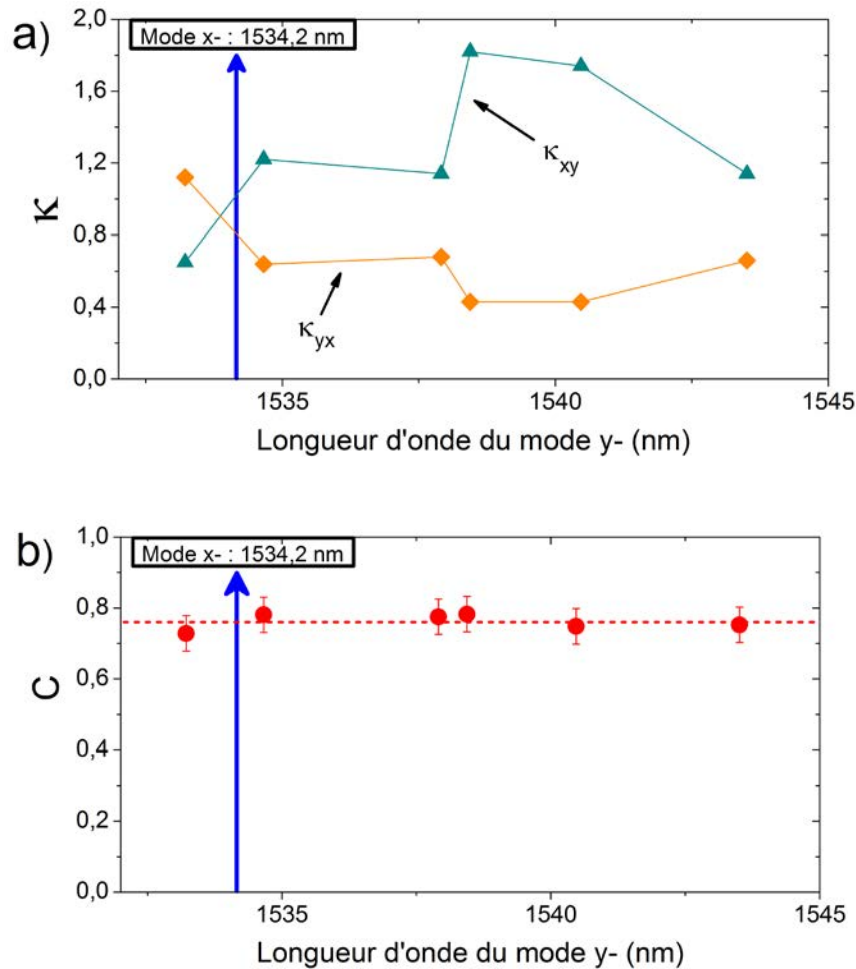 a)
Mode x- : 1534,2 nm
2,0
1,6
1,2
0,8
0,4
0,0
κ
κxy
κyx
1535
1540
1545
Longueur d'onde du mode y- (nm)
b)
Mode x- : 1534,2 nm
1,0
0,8
0,6
0,4
0,2
0,0
C
1535
1540
1545
Longueur d'onde du mode y- (nm)